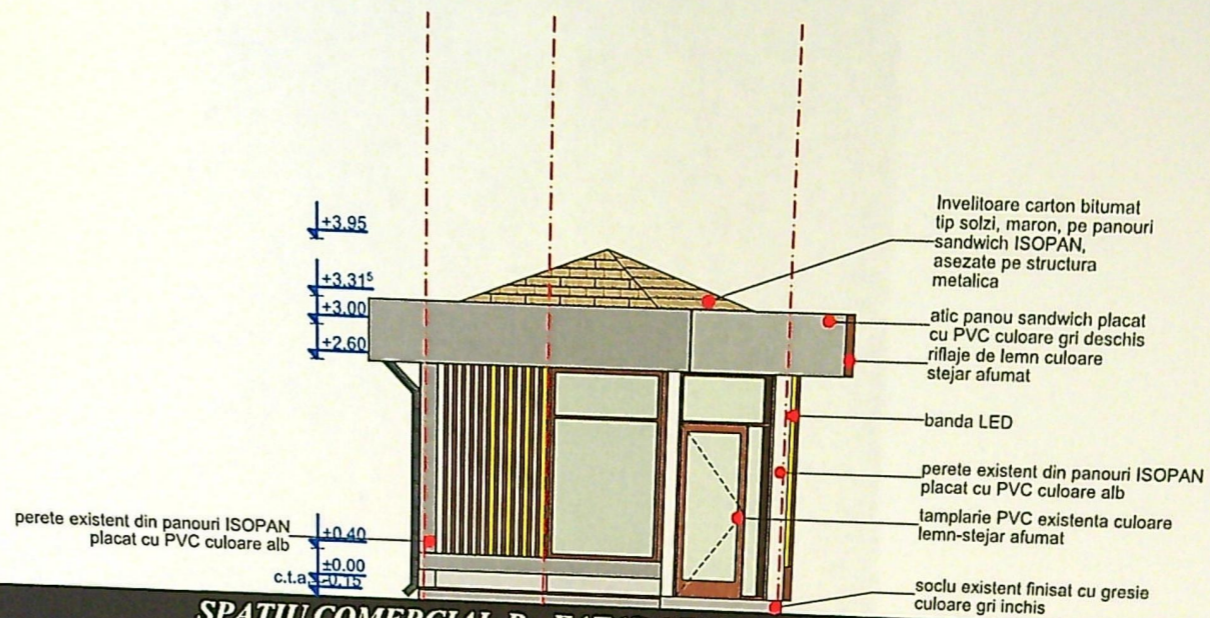 Invelitoare carton bitumat
tip solzi, maron, pe panouri
sandwich ISOPAN,
asezate pe structura
metalica
atic panou sandwich placat
cu PVC culoare gri deschis
riflaje de lemn culoare
stejar afumat
banda LED
perete existent din panouri ISOPAN
placat cu PVC culoare alb
tamplarie PVC existenta culoare
lemn-stejar afumat
soclu existent finisat cu gresie
culoare gri inchis
+3.95
+3.31⁵
+3.00
+2.60
perete existent din panouri ISOPAN
placat cu PVC culoare alb
+0.40
±0.00
c.t.a. -0.15
SPATIU COMERCIAL P